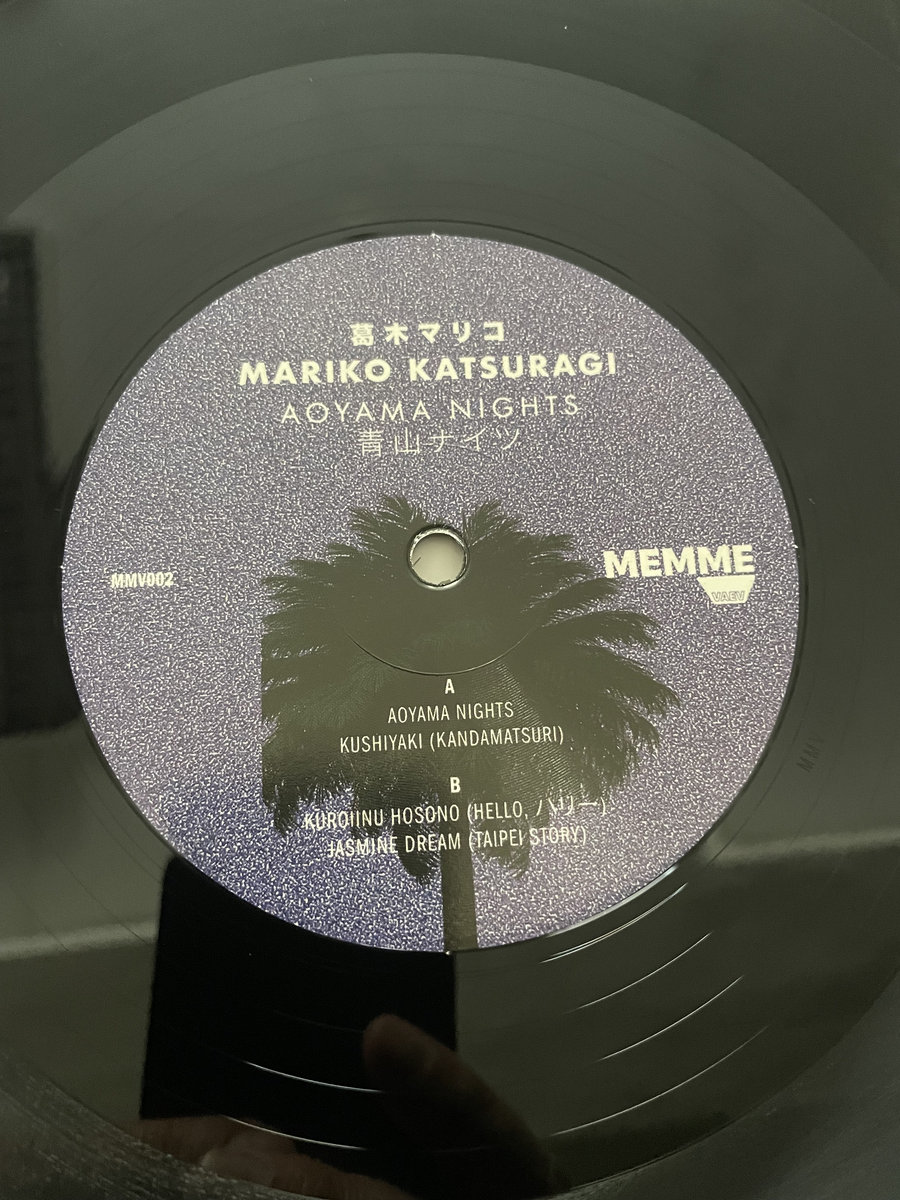 葛木マリコ
MARIKO KATSURAGI
AOYAMA NIGHTS
青山ナイツ
MMV002
MEMME
VAEV
A
AOYAMA NIGHTS
KUSHIYAKI (KANDAMATSURI)
B
KUROIINU HOSONO (HELLO, ハリー)
JASMINE DREAM (TAIPEI STORY)